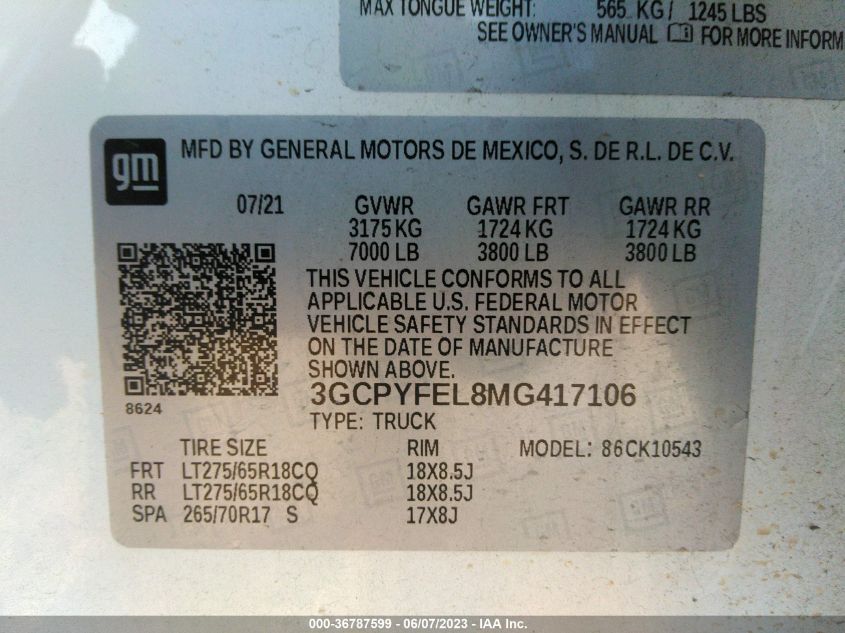 MAX TONGUE WEIGHT: 565 KG / 1245 LBS
SEE OWNER'S MANUAL FOR MORE INFORM
gm
MFD BY GENERAL MOTORS DE MEXICO, S. DE R.L. DE C.V.
07/21 GVWR GAWR FRT GAWR RR
3175 KG 1724 KG 1724 KG
7000 LB 3800 LB 3800 LB
THIS VEHICLE CONFORMS TO ALL
APPLICABLE U.S. FEDERAL MOTOR
VEHICLE SAFETY STANDARDS IN EFFECT
ON THE DATE OF MANUFACTURE
SHOWN ABOVE.
3GCPYFEL8MG417106
8624
TYPE: TRUCK
TIRE SIZE RIM MODEL: 86CK10543
FRT LT275/65R18CQ 18X8.5J
RR LT275/65R18CQ 18X8.5J
SPA 265/70R17 S 17X8J
000-36787599 - 06/07/2023 - IAA Inc.